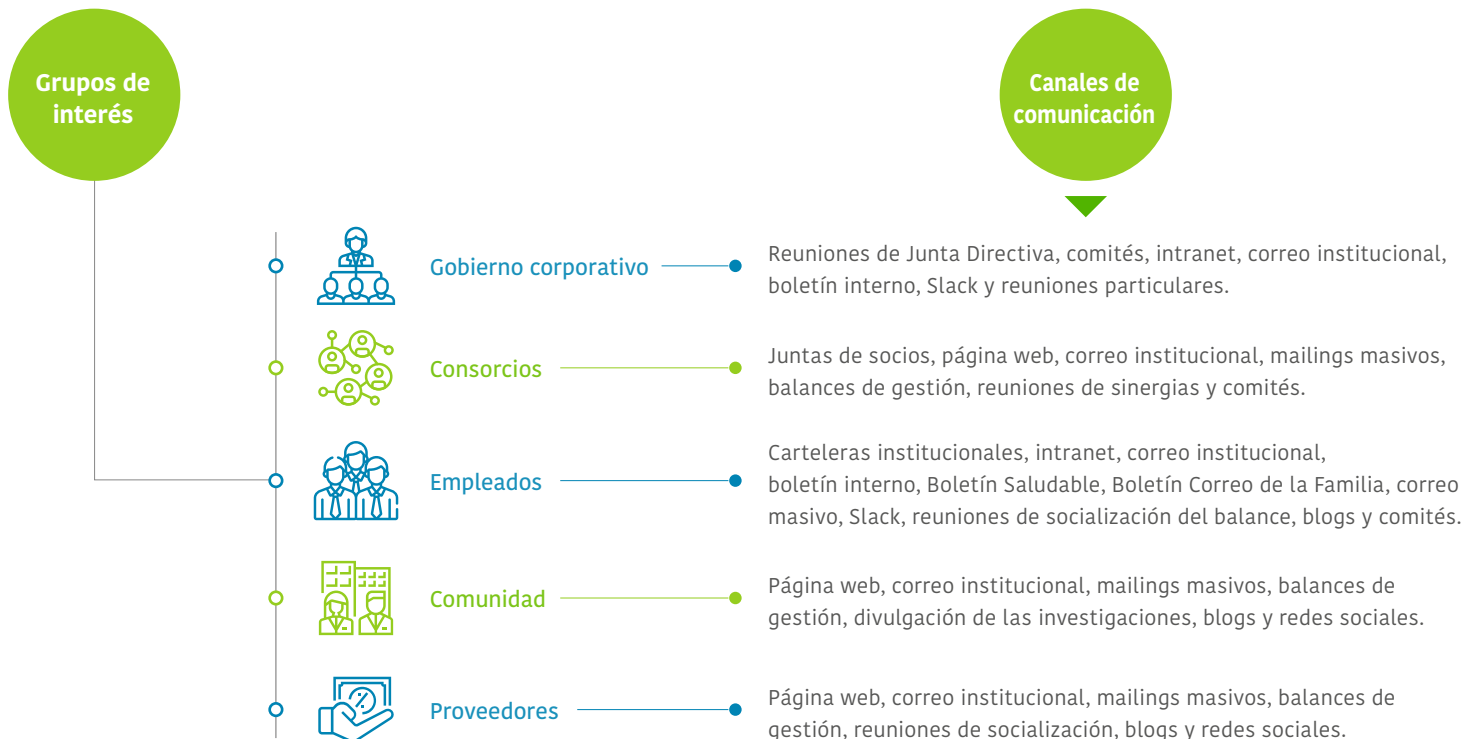 Grupos de
interés
Canales de
comunicación
Gobierno corporativo
Reuniones de Junta Directiva, comités, intranet, correo institucional,
boletín interno, Slack y reuniones particulares.
Consorcios
Juntas de socios, página web, correo institucional, mailings masivos,
balances de gestión, reuniones de sinergias y comités.
Empleados
Carteleras institucionales, intranet, correo institucional,
boletín interno, Boletín Saludable, Boletín Correo de la Familia, correo
masivo, Slack, reuniones de socialización del balance, blogs y comités.
Comunidad
Página web, correo institucional, mailings masivos, balances de
gestión, divulgación de las investigaciones, blogs y redes sociales.
Proveedores
Página web, correo institucional, mailings masivos, balances de
gestión, reuniones de socialización, blogs y redes sociales.